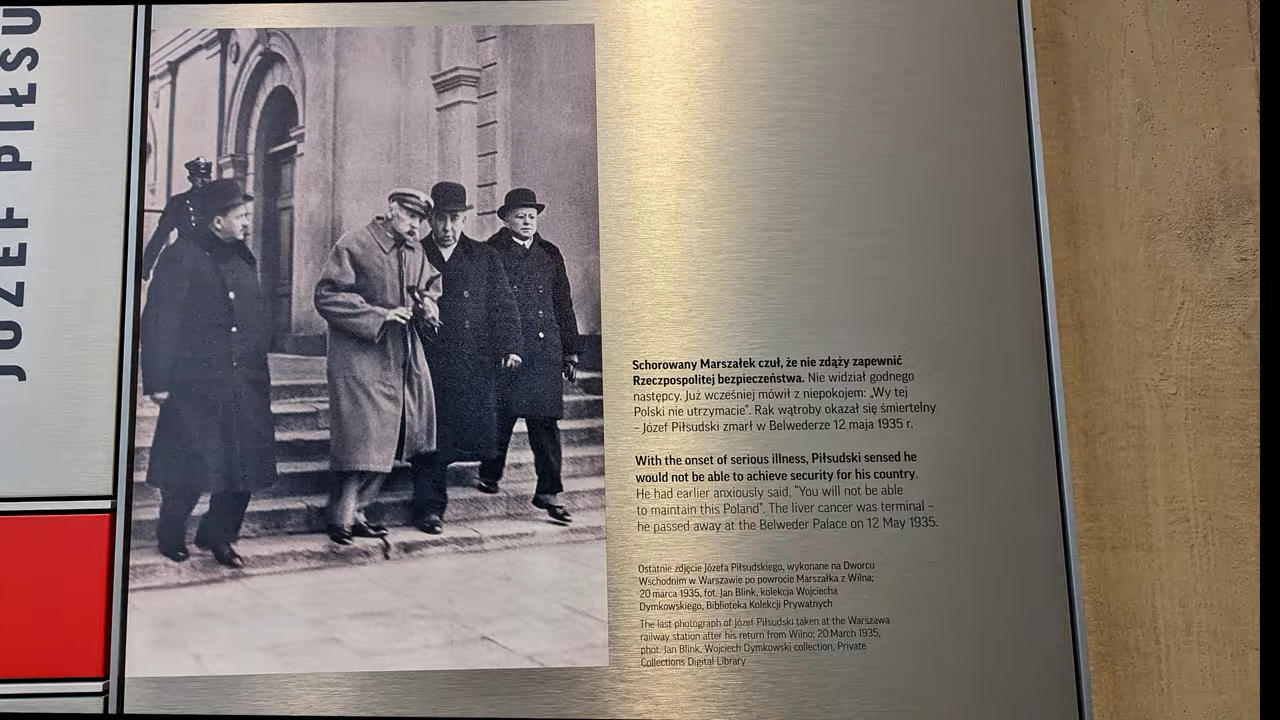 JÓZEF PIŁSU
Schorowany Marszałek czuł, że nie zdąży zapewnić
Rzeczpospolitej bezpieczeństwa. Nie widział godnego
następcy. Już wcześniej mówił z niepokojem: „Wy tej
Polski nie utrzymacie”. Rak wątroby okazał się śmiertelny
– Józef Piłsudski zmarł w Belwederze 12 maja 1935 r.
With the onset of serious illness, Piłsudski sensed he
would not be able to achieve security for his country.
He had earlier anxiously said, “You will not be able
to maintain this Poland”. The liver cancer was terminal –
he passed away at the Belweder Palace on 12 May 1935.
Ostatnie zdjęcie Józefa Piłsudskiego, wykonane na Dworcu
Wschodnim w Warszawie po powrocie Marszałka z Wilna;
20 marca 1935, fot. Jan Blink, kolekcja Wojciecha
Dymkowskiego, Biblioteka Kolekcji Prywatnych
The last photograph of Józef Piłsudski taken at the Warszawa
railway station after his return from Wilno; 20 March 1935,
phot. Jan Blink, Wojciech Dymkowski collection, Private
Collections Digital Library